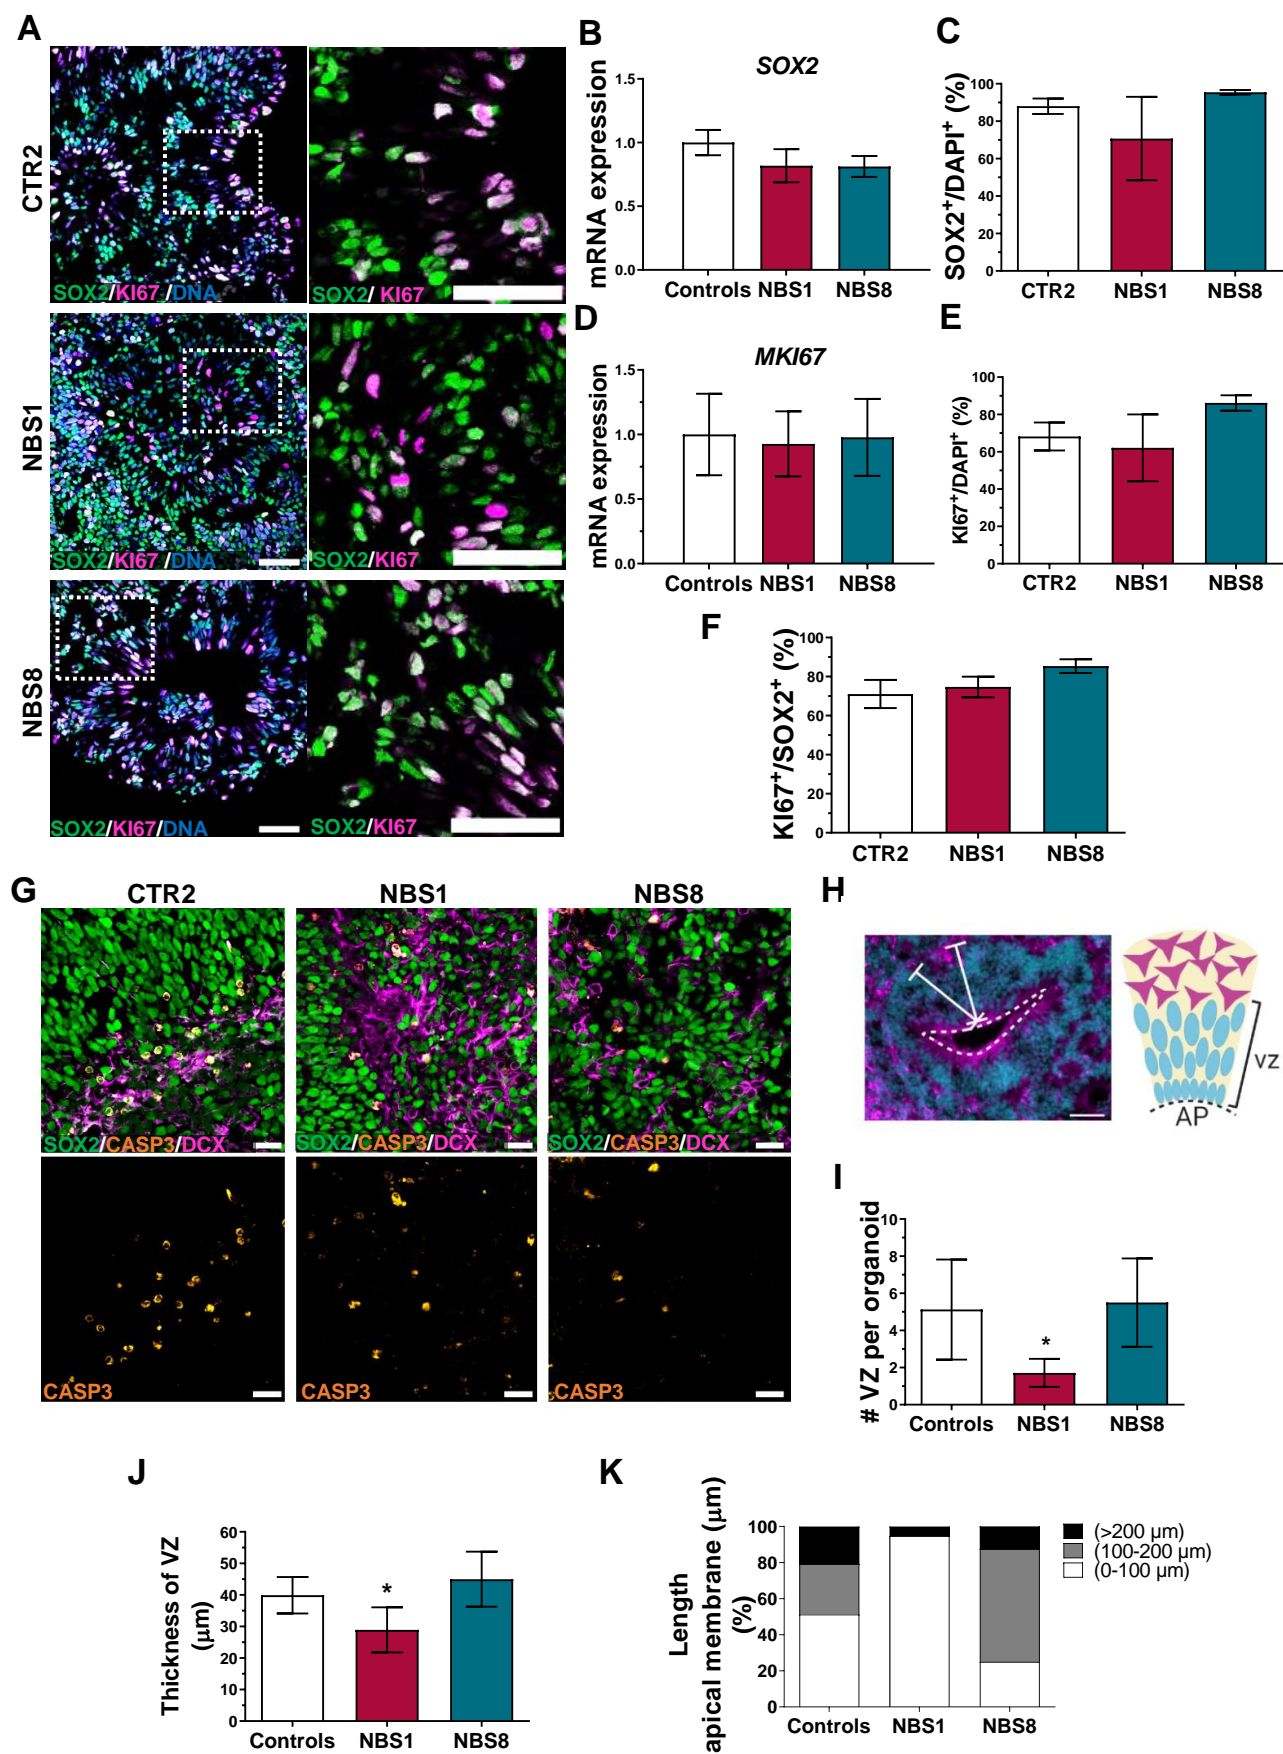 A
CTR2
SOX2/KI67/DNA
SOX2/ KI67
NBS1
SOX2/KI67/DNA
SOX2/KI67
NBS8
SOX2/KI67/DNA
SOX2/KI67
B
SOX2
mRNA expression
1.5
1.0
0.5
0.0
Controls NBS1 NBS8
C
SOX2⁺/DAPI⁺ (%)
100
80
60
40
20
0
CTR2 NBS1 NBS8
D
MKI67
mRNA expression
1.5
1.0
0.5
0.0
Controls NBS1 NBS8
E
KI67⁺/DAPI⁺ (%)
100
80
60
40
20
0
CTR2 NBS1 NBS8
F
KI67⁺/SOX2⁺ (%)
100
80
60
40
20
0
CTR2 NBS1 NBS8
G
CTR2 NBS1 NBS8
SOX2/CASP3/DCX
SOX2/CASP3/DCX
SOX2/CASP3/DCX
CASP3
CASP3
CASP3
H
VZ
AP
I
# VZ per organoid
10
8
6
4
2
0
*
Controls NBS1 NBS8
J
Thickness of VZ
(μm)
60
50
40
30
20
10
0
*
Controls NBS1 NBS8
K
Length
apical membrane (μm)
(%)
100
80
60
40
20
0
Controls NBS1 NBS8
(>200 μm)
(100-200 μm)
(0-100 μm)